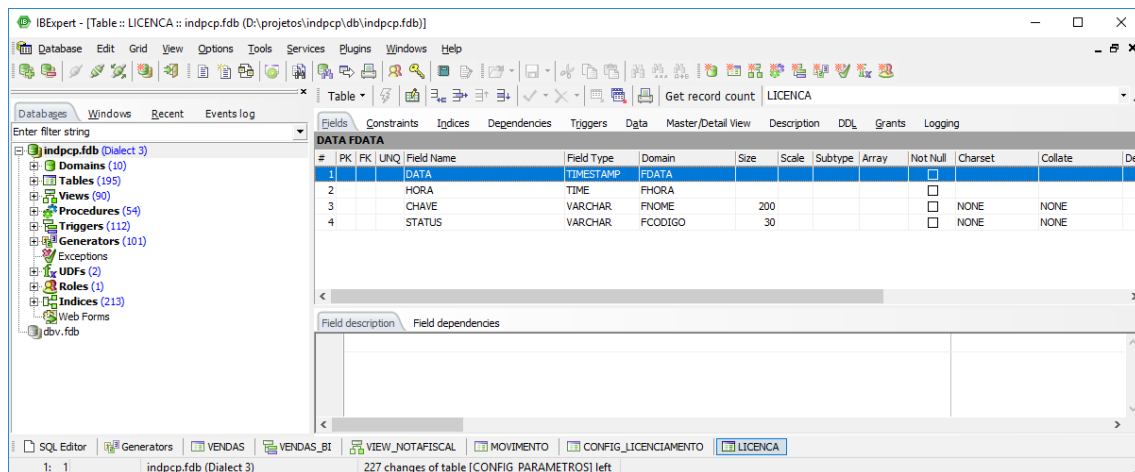 IBExpert - [Table :: LICENCA :: indpcp.fdb (D:\projetos\indpcp\db\indpcp.fdb)]
Database Edit Grid View Options Tools Services Plugins Windows Help
Table Get record count LICENCA
Databases Windows Recent Events log
Enter filter string
indpcp.fdb (Dialect 3)
Domains (10)
Tables (195)
Views (90)
Procedures (54)
Triggers (112)
Generators (101)
Exceptions
UDFs (2)
Roles (1)
Indices (213)
Web Forms
dbv.fdb
Fields Constraints Indices Dependencies Triggers Data Master/Detail View Description DDL Grants Logging
DATA FDATA
# PK FK UNQ Field Name Field Type Domain Size Scale Subtype Array Not Null Charset Collate De
1 DATA TIMESTAMP FDATA
2 HORA TIME FHORA
3 CHAVE VARCHAR FNOME 200 NONE NONE
4 STATUS VARCHAR FCODIGO 30 NONE NONE
Field description Field dependencies
SQL Editor Generators VENDAS VENDAS_BI VIEW_NOTAFISCAL MOVIMENTO CONFIG_LICENCIAMENTO LICENCA
1: 1 indpcp.fdb (Dialect 3) 227 changes of table [CONFIG_PARAMETROS] left